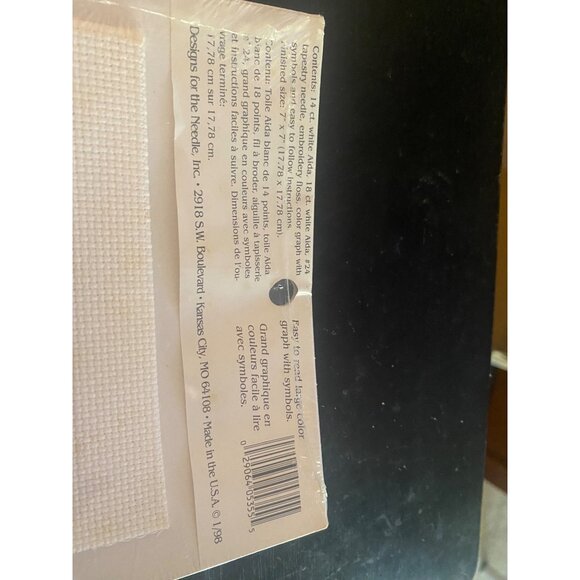 Contents: 14 ct. white Aida, 18 ct. white Aida, #24
tapestry needle, embroidery floss, color graph with
symbols and easy to follow instructions
finished size: 7" x 7" (17.78 x 17.78 cm).
Contenu: Toile Aida blanc de 14 points, toile Aida
blanc de 18 points, fil à broder, aiguille à tapisserie
n° 24, grand graphique en couleurs avec symboles
et instructions faciles à suivre. Dimensions de l'ou-
vrage terminé:
17,78 cm sur 17,78 cm.
Easy to read large color
graph with symbols.
Grand graphique en
couleurs facile à lire
avec symboles.
0 29064 05355 5
Designs for the Needle, Inc. • 2918 S.W. Boulevard • Kansas City, MO 64108 • Made in the U.S.A. © 1/98